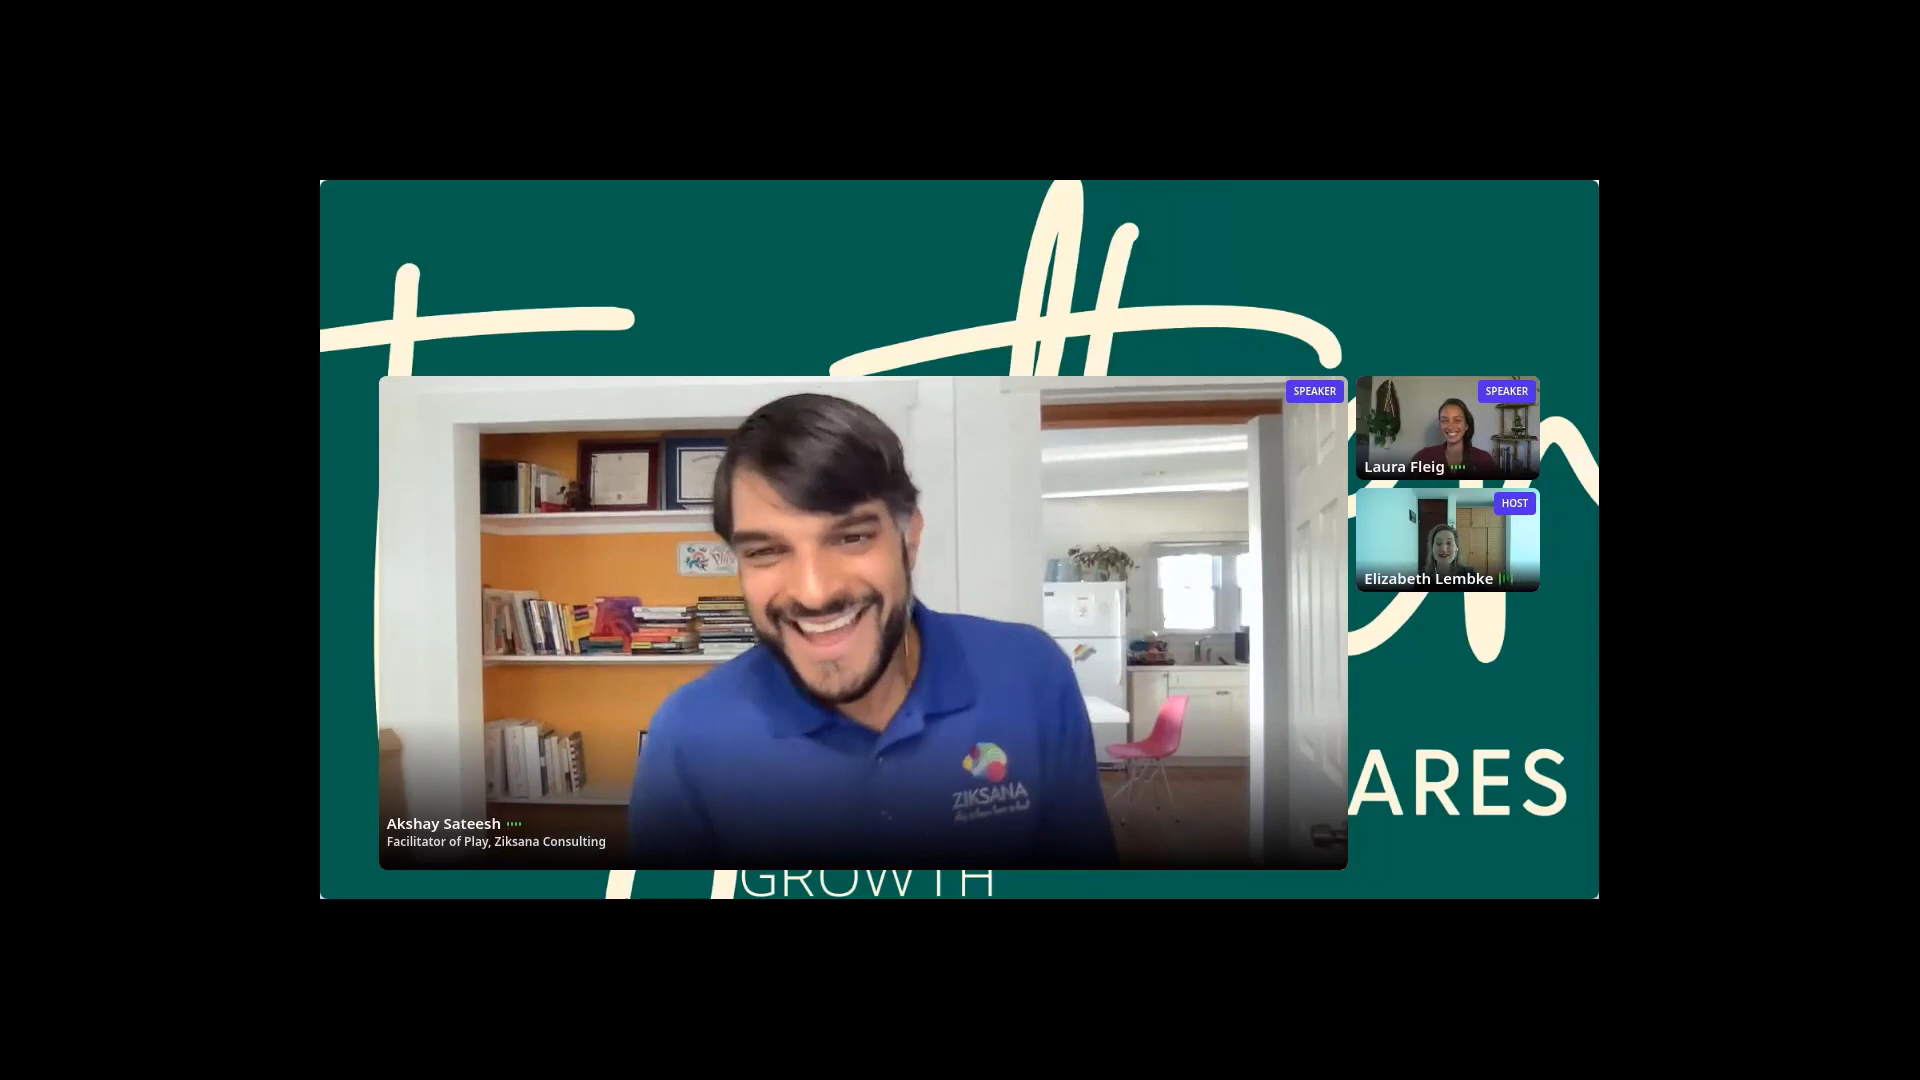 SPEAKER
SPEAKER
Laura Fleig
HOST
Elizabeth Lembke
ZIKSANA
Akshay Sateesh
Facilitator of Play, Ziksana Consulting
ARES
GROWTH